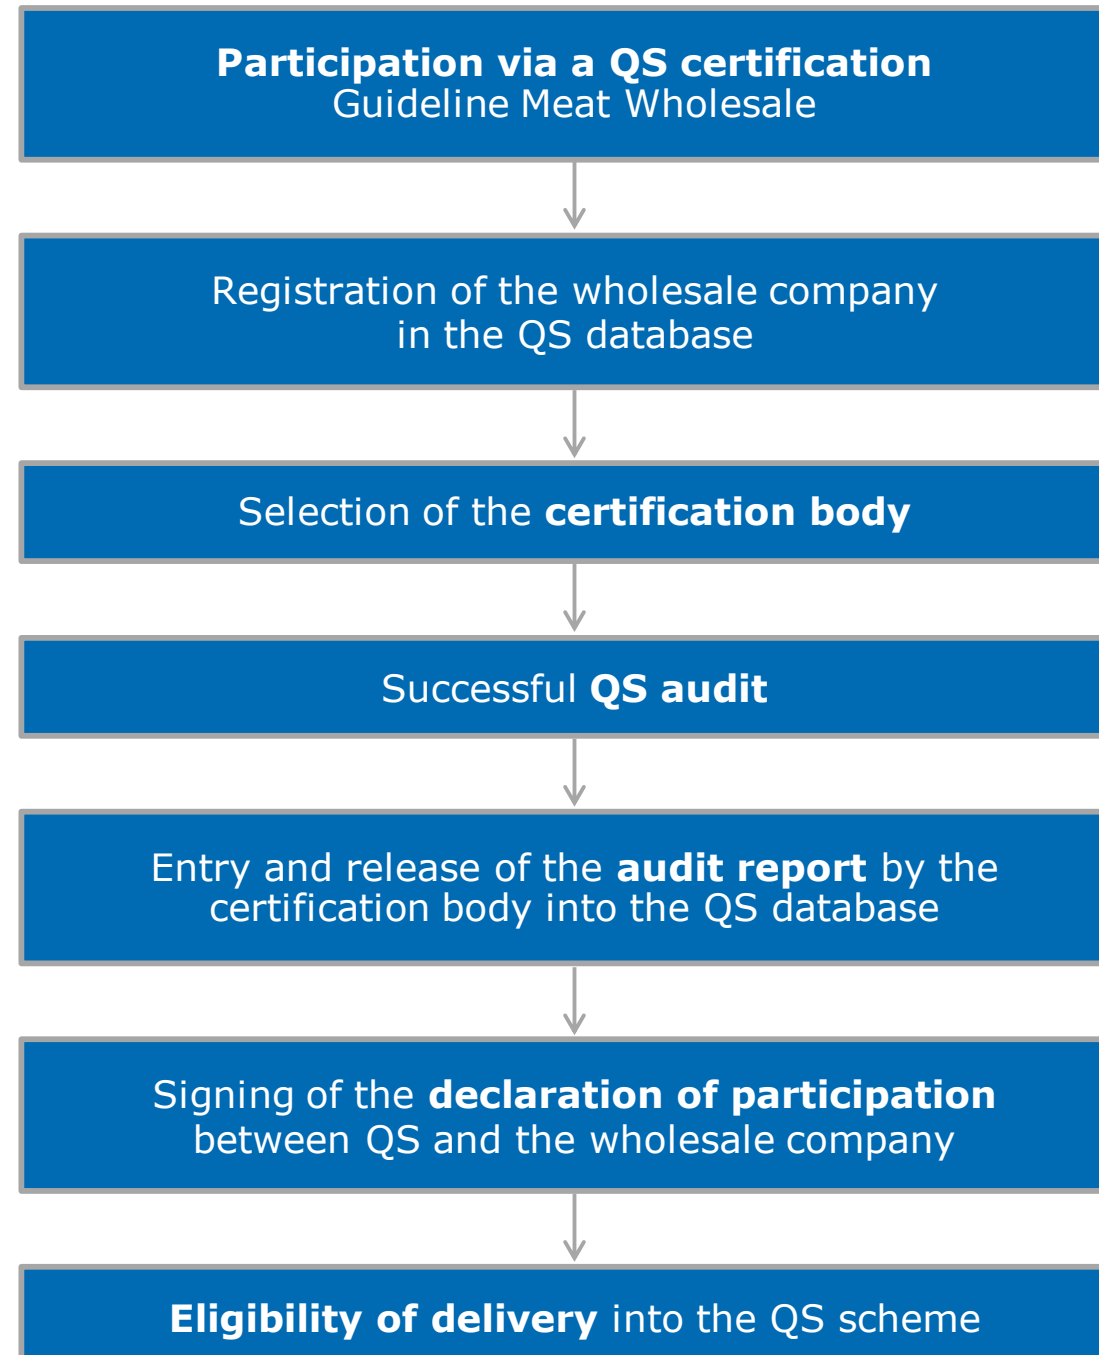 Participation via a QS certification
Guideline Meat Wholesale
Registration of the wholesale company
in the QS database
Selection of the certification body
Successful QS audit
Entry and release of the audit report by the
certification body into the QS database
Signing of the declaration of participation
between QS and the wholesale company
Eligibility of delivery into the QS scheme